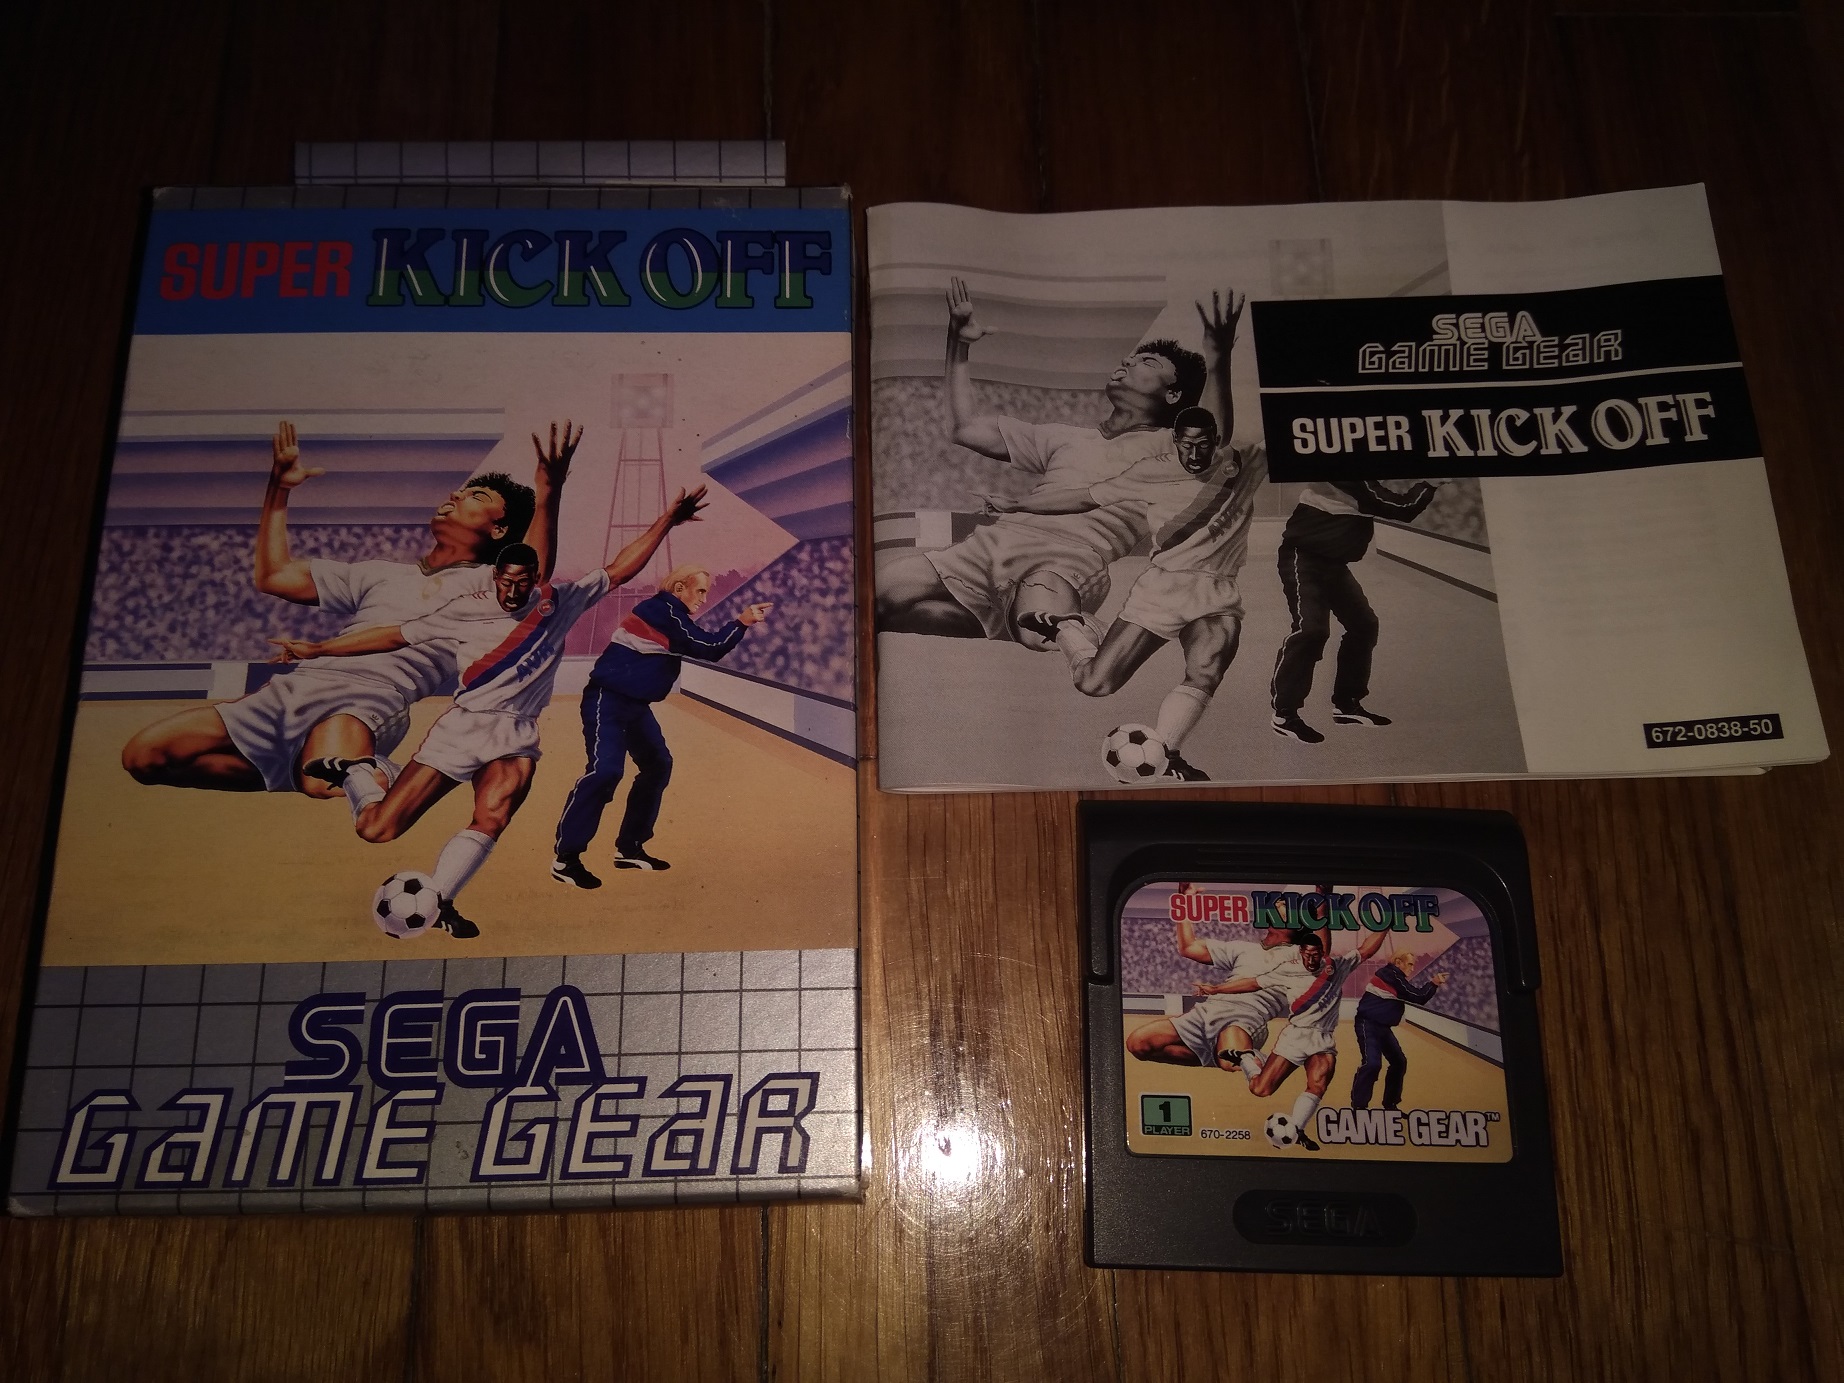 SUPER KICK OFF
SEGA
GAME GEAR
SEGA
GAME GEAR
SUPER KICK OFF
672-0838-50
SUPER KICK OFF
1
PLAYER
670-2258
GAME GEAR™
SEGA